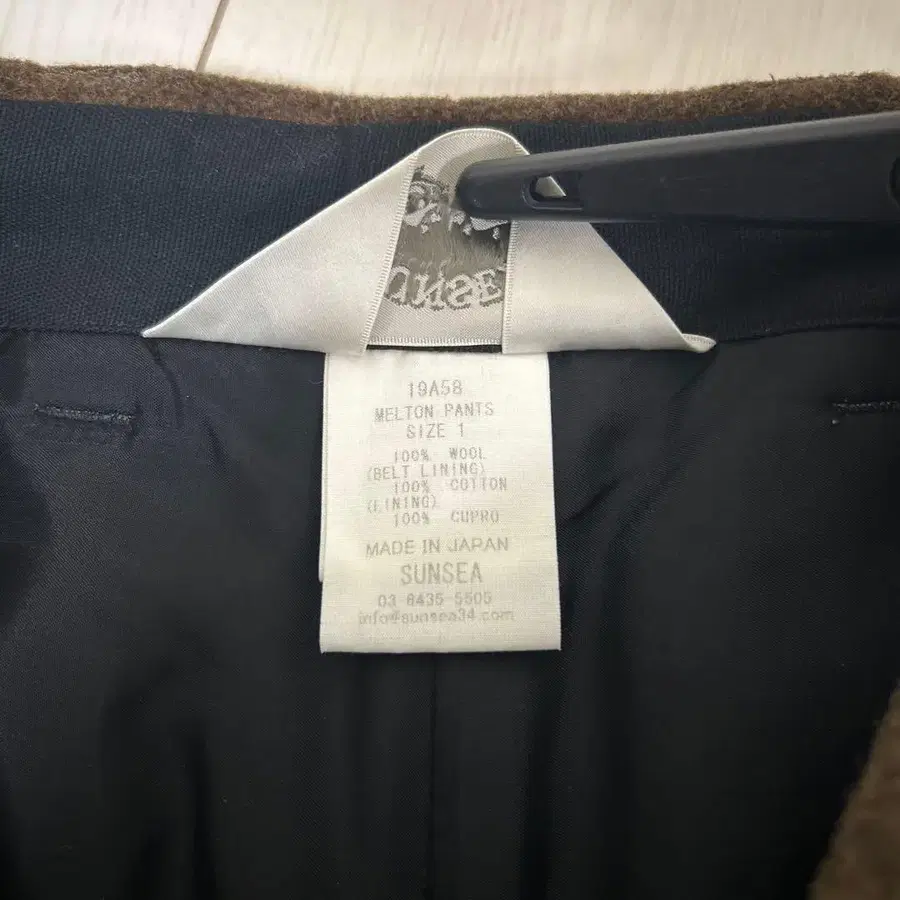 19A58
MELTON PANTS
SIZE 1
100% WOOL
(BELT LINING)
100% COTTON
(LINING)
100% CUPRO
MADE IN JAPAN
SUNSEA
03 6435-5505
info@sunsea34.com